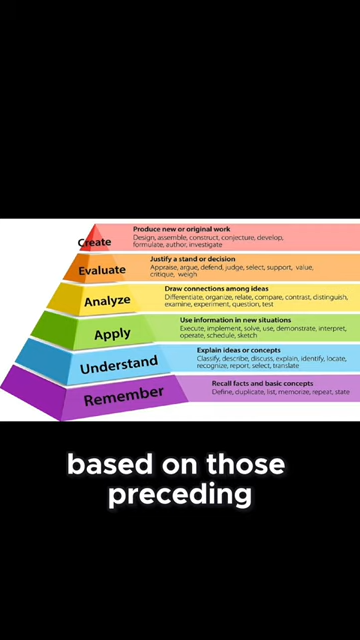 Create
Produce new or original work
Design, assemble, construct, conjecture, develop,
formulate, author, investigate
Evaluate
Justify a stand or decision
Appraise, argue, defend, judge, select, support, value,
critique, weigh
Analyze
Draw connections among ideas
Differentiate, organize, relate, compare, contrast, distinguish,
examine, experiment, question, test
Apply
Use information in new situations
Execute, implement, solve, use, demonstrate, interpret,
operate, schedule, sketch
Understand
Explain ideas or concepts
Classify, describe, discuss, explain, identify, locate,
recognize, report, select, translate
Remember
Recall facts and basic concepts
Define, duplicate, list, memorize, repeat, state
based on those
preceding